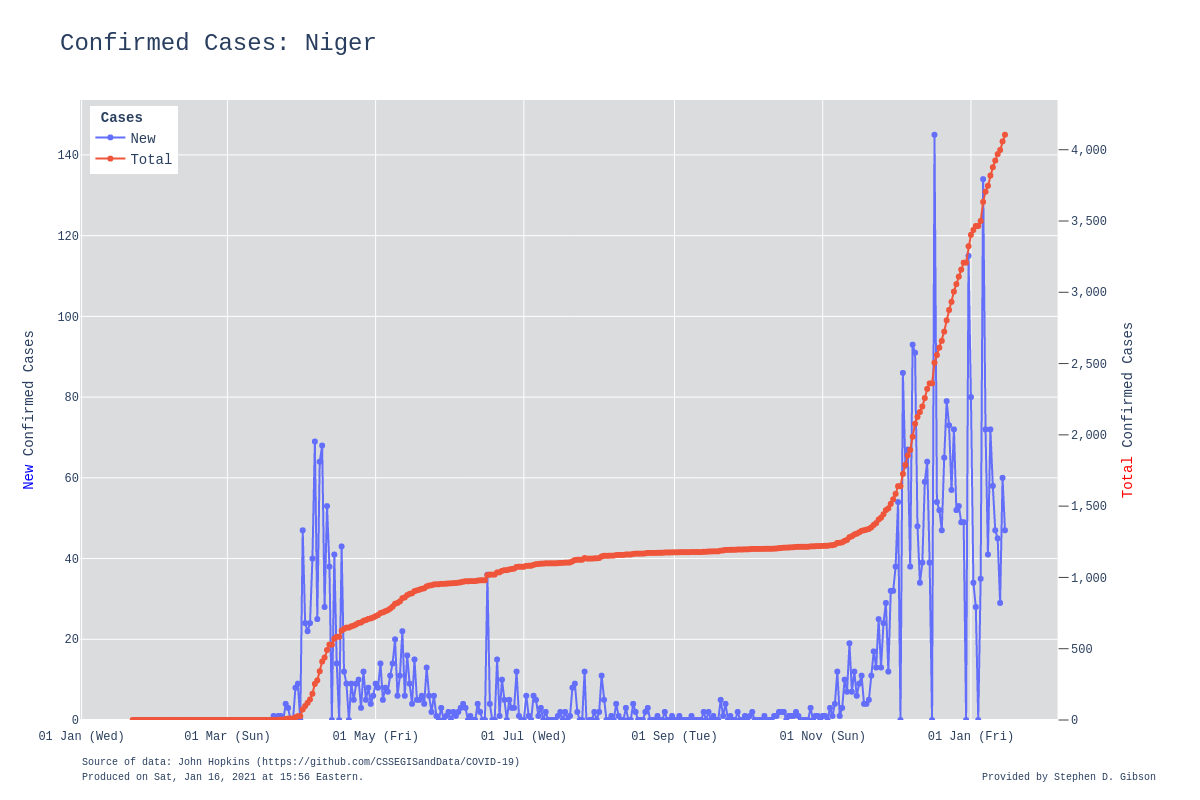 Confirmed Cases: Niger
Cases
New
Total
140
120
100
80
60
40
20
0
New Confirmed Cases
4,000
3,500
3,000
2,500
2,000
1,500
1,000
500
0
Total Confirmed Cases
01 Jan (Wed) 01 Mar (Sun) 01 May (Fri) 01 Jul (Wed) 01 Sep (Tue) 01 Nov (Sun) 01 Jan (Fri)
Source of data: John Hopkins (https://github.com/CSSEGISandData/COVID-19)
Produced on Sat, Jan 16, 2021 at 15:56 Eastern.
Provided by Stephen D. Gibson